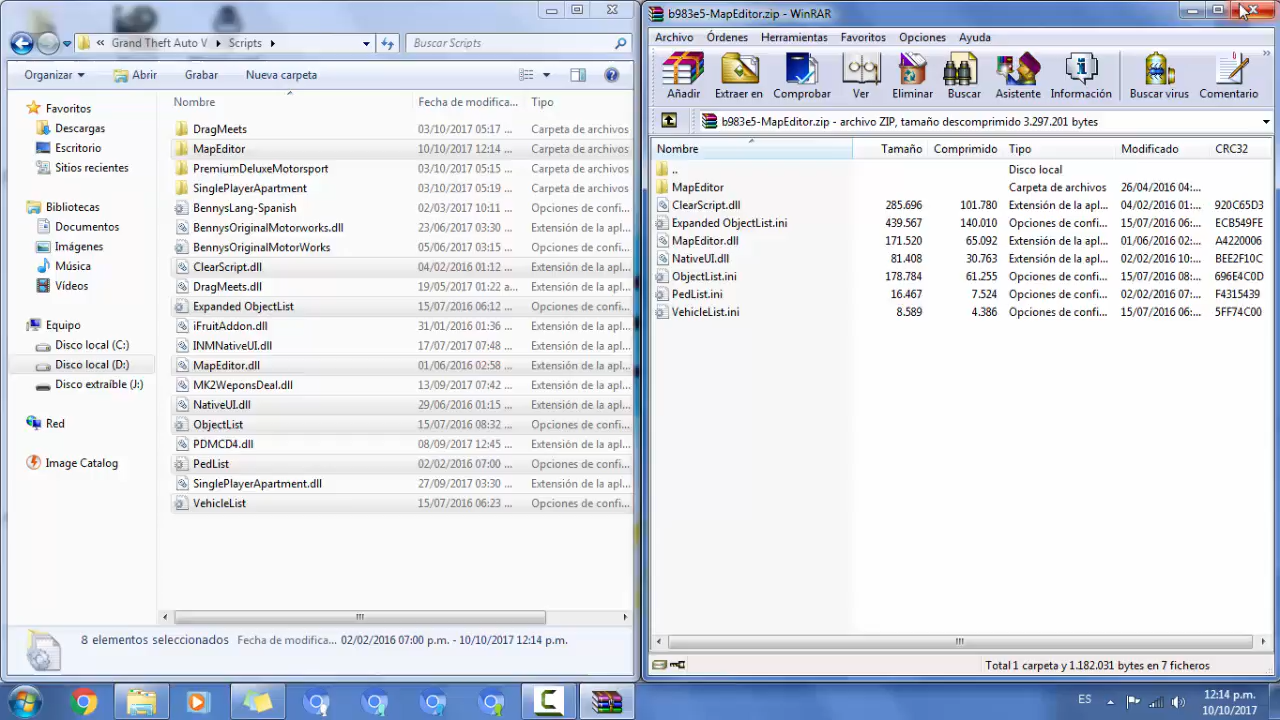 « Grand Theft Auto V ▸ Scripts ▸
Buscar Scripts
Organizar
Abrir
Grabar
Nueva carpeta
Favoritos
Descargas
Escritorio
Sitios recientes
Bibliotecas
Documentos
Imágenes
Música
Vídeos
Equipo
Disco local (C:)
Disco local (D:)
Disco extraíble (J:)
Red
Image Catalog
Nombre Fecha de modifica... Tipo
DragMeets 03/10/2017 05:17 ... Carpeta de archivos
MapEditor 10/10/2017 12:14 ... Carpeta de archivos
PremiumDeluxeMotorsport 03/10/2017 05:15 ... Carpeta de archivos
SinglePlayerApartment 03/10/2017 05:19 ... Carpeta de archivos
BennysLang-Spanish 02/03/2017 10:11 ... Opciones de confi...
BennysOriginalMotorworks.dll 23/06/2017 03:30 ... Extensión de la apl...
BennysOriginalMotorWorks 05/06/2017 03:15 ... Opciones de confi...
ClearScript.dll 04/02/2016 01:12 ... Extensión de la apl...
DragMeets.dll 19/05/2017 01:22 a... Extensión de la apl...
Expanded ObjectList 15/07/2016 06:12 ... Opciones de confi...
iFruitAddon.dll 31/01/2016 01:36 ... Extensión de la apl...
INMNativeUI.dll 17/07/2017 07:48 ... Extensión de la apl...
MapEditor.dll 01/06/2016 02:58 ... Extensión de la apl...
MK2WeponsDeal.dll 13/09/2017 07:42 ... Extensión de la apl...
NativeUI.dll 29/06/2016 01:15 ... Extensión de la apl...
ObjectList 15/07/2016 08:32 ... Opciones de confi...
PDMCD4.dll 08/09/2017 12:45 ... Extensión de la apl...
PedList 02/02/2016 07:00 ... Opciones de confi...
SinglePlayerApartment.dll 27/09/2017 03:30 ... Extensión de la apl...
VehicleList 15/07/2016 06:23 ... Opciones de confi...
8 elementos seleccionados Fecha de modifica... 02/02/2016 07:00 p.m. - 10/10/2017 12:14 p.m.
b983e5-MapEditor.zip - WinRAR
Archivo Órdenes Herramientas Favoritos Opciones Ayuda
Añadir Extraer en Comprobar Ver Eliminar Buscar Asistente Información Buscar virus Comentario
b983e5-MapEditor.zip - archivo ZIP, tamaño descomprimido 3.297.201 bytes
Nombre Tamaño Comprimido Tipo Modificado CRC32
.. Disco local
MapEditor Carpeta de archivos 26/04/2016 04:...
ClearScript.dll 285.696 101.780 Extensión de la apl... 04/02/2016 01:... 920C65D3
Expanded ObjectList.ini 439.567 140.010 Opciones de confi... 15/07/2016 06:... ECB549FE
MapEditor.dll 171.520 65.092 Extensión de la apl... 01/06/2016 02:... A4220006
NativeUI.dll 81.408 30.763 Extensión de la apl... 02/02/2016 10:... BEE2F10C
ObjectList.ini 178.784 61.255 Opciones de confi... 15/07/2016 08:... 696E4C0D
PedList.ini 16.467 7.524 Opciones de confi... 02/02/2016 07:... F4315439
VehicleList.ini 8.589 4.386 Opciones de confi... 15/07/2016 06:... 5FF74C00
Total 1 carpeta y 1.182.031 bytes en 7 ficheros
ES
12:14 p.m.
10/10/2017